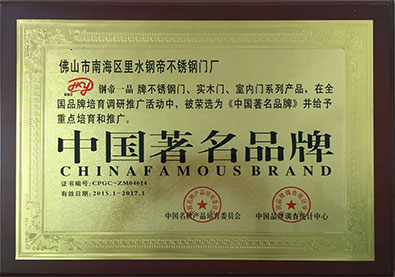 佛山市南海区里水钢帝不锈钢门厂
钢帝一品 牌不锈钢门、实木门、室内门系列产品，在全
国品牌培育调研推广活动中，被荣选为《中国著名品牌》并给予
重点培育和推广。
中国著名品牌
CHINAFAMOUSBRAND
证书编号：CPGC-ZM04614
有效日期：2015.1-2017.1
中国名牌产品培育委员会 中国品牌调查统计中心